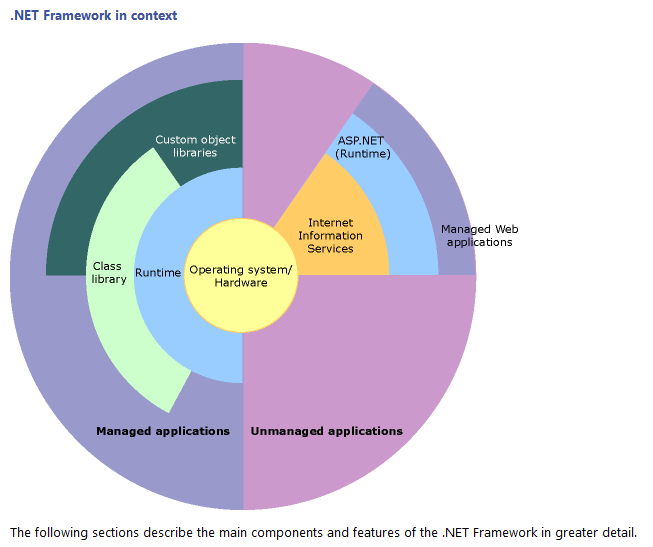 .NET Framework in context
Custom object
libraries
ASP.NET
(Runtime)
Internet
Information
Services
Managed Web
applications
Class
library
Runtime
Operating system/
Hardware
Managed applications
Unmanaged applications
The following sections describe the main components and features of the .NET Framework in greater detail.